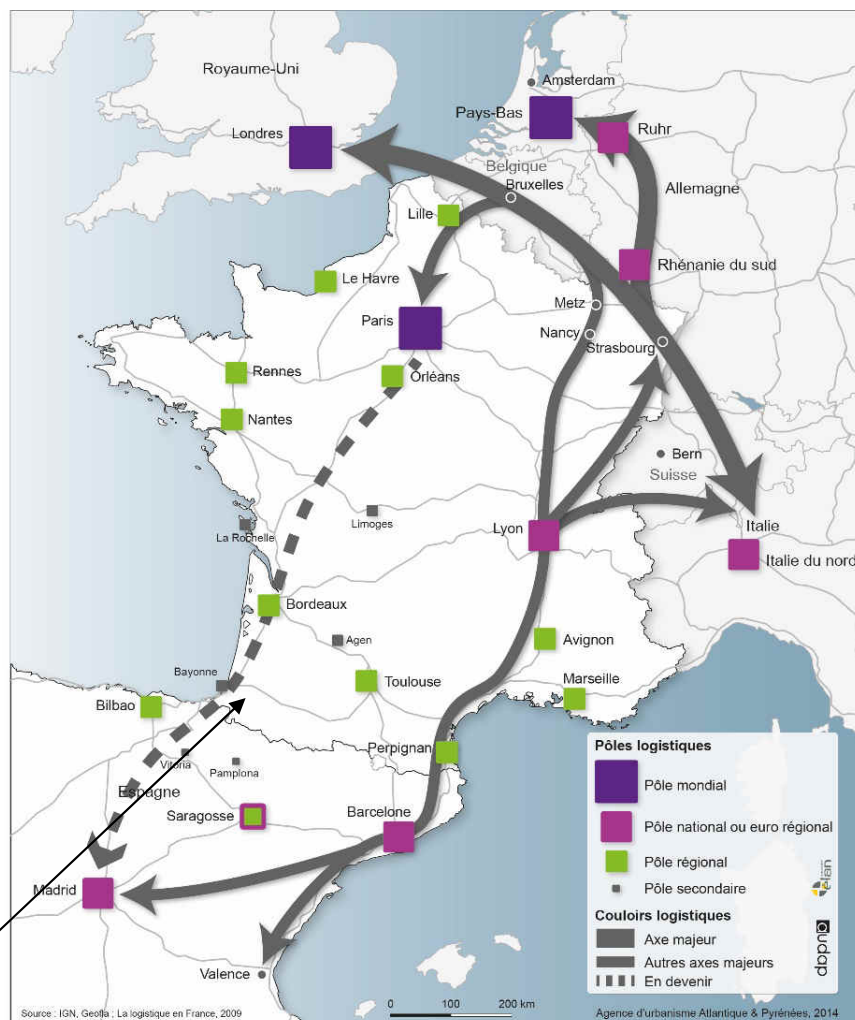 Royaume-Uni
Amsterdam
Pays-Bas
Londres
Ruhr
Belgique
Bruxelles
Allemagne
Lille
Rhénanie du sud
Le Havre
Metz
Paris
Nancy
Strasbourg
Rennes
Orléans
Nantes
Bern
Suisse
Limoges
La Rochelle
Lyon
Italie
Italie du nord
Bordeaux
Agen
Avignon
Bayonne
Toulouse
Marseille
Bilbao
Perpignan
Vitoria
Pamplona
Espagne
Saragosse
Barcelone
Madrid
Valence
Pôles logistiques
Pôle mondial
Pôle national ou euro régional
Pôle régional
Pôle secondaire
Couloirs logistiques
Axe majeur
Autres axes majeurs
En devenir
élan
audap
0 100 200 km
Source : IGN, Geofla ; La logistique en France, 2009
Agence d'urbanisme Atlantique & Pyrénées, 2014